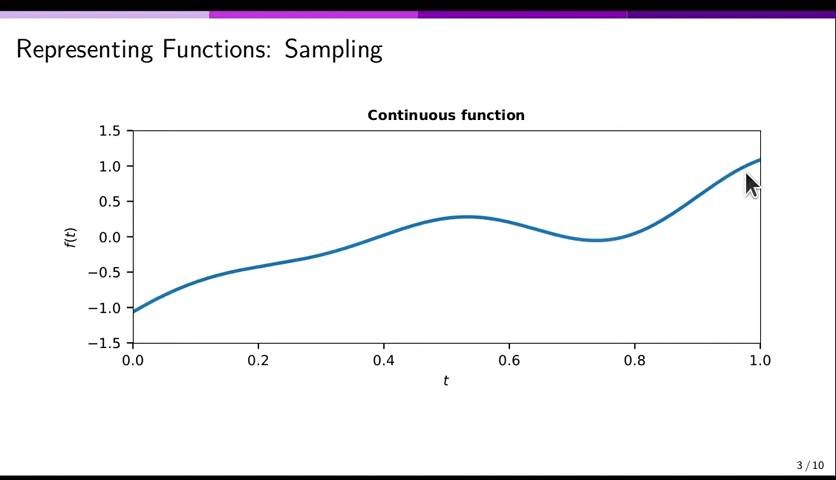 Representing Functions: Sampling
Continuous function
1.5
1.0
0.5
0.0
−0.5
−1.0
−1.5
f(t)
0.0 0.2 0.4 0.6 0.8 1.0
t
3 / 10